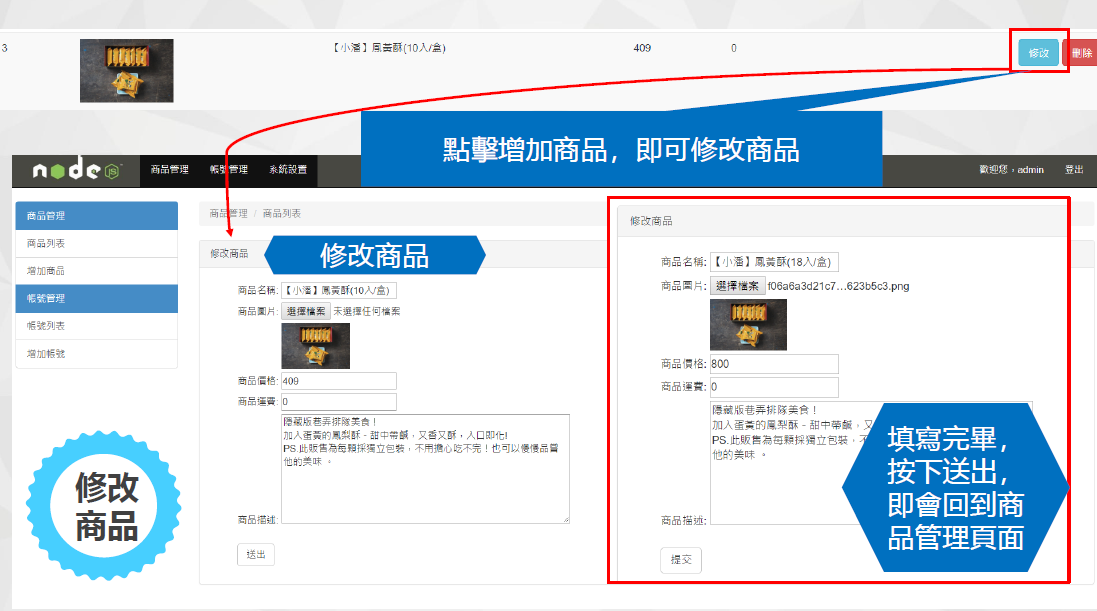 3
【小潘】鳳黃酥(10入/盒)
409
0
修改
刪除
點擊增加商品，即可修改商品
node JS
商品管理
帳號管理
系統設置
歡迎您，admin
登出
商品管理
商品列表
增加商品
帳號管理
帳號列表
增加帳號
商品管理 / 商品列表
修改商品
修改商品
商品名稱:
【小潘】鳳黃酥(10入/盒)
商品圖片:
選擇檔案 未選擇任何檔案
商品價格:
409
商品運費:
0
隱藏版巷弄排隊美食！
加入蛋黃的鳳梨酥－甜中帶鹹，又香又酥，入口即化!
PS.此販售為每顆採獨立包裝，不用擔心吃不完！也可以慢慢品嘗
他的美味 。
商品描述:
送出
修改商品
商品名稱:
【小潘】鳳黃酥(18入/盒)
商品圖片:
選擇檔案 f06a6a3d21c7…623b5c3.png
商品價格:
800
商品運費:
0
隱藏版巷弄排隊美食！
加入蛋黃的鳳梨酥－甜中帶鹹，又
PS.此販售為每顆採獨立包裝，不
他的美味 。
商品描述:
提交
填寫完畢，
按下送出，
即會回到商
品管理頁面
修改
商品